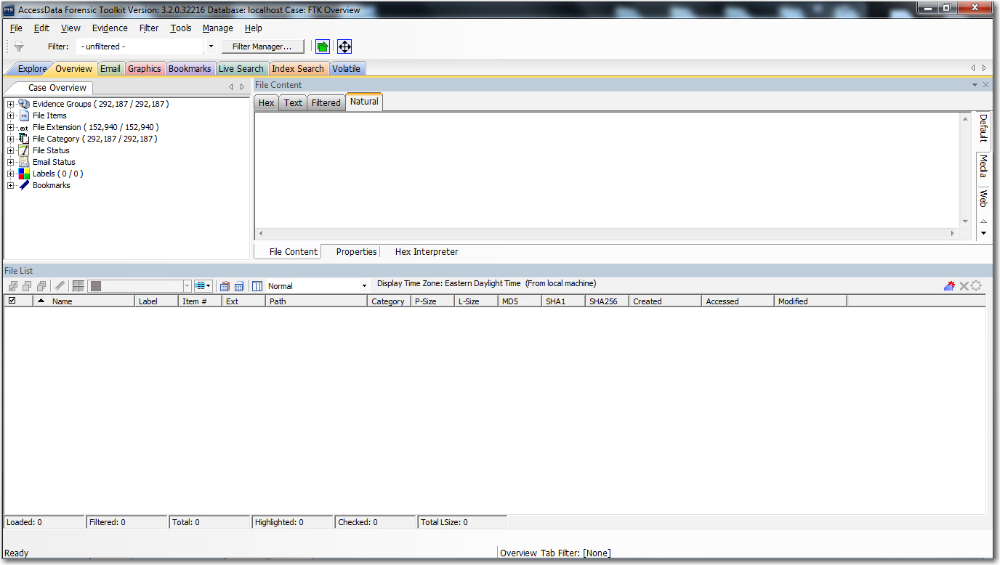 AccessData Forensic Toolkit Version: 3.2.0.32216 Database: localhost Case: FTK Overview
File Edit View Evidence Filter Tools Manage Help
Filter: - unfiltered - Filter Manager...
Explore Overview Email Graphics Bookmarks Live Search Index Search Volatile
Case Overview
Evidence Groups ( 292,187 / 292,187 )
File Items
File Extension ( 152,940 / 152,940 )
File Category ( 292,187 / 292,187 )
File Status
Email Status
Labels ( 0 / 0 )
Bookmarks
File Content
Hex Text Filtered Natural
Default
Media
Web
File Content Properties Hex Interpreter
File List
Normal Display Time Zone: Eastern Daylight Time (From local machine)
Name Label Item # Ext Path Category P-Size L-Size MD5 SHA1 SHA256 Created Accessed Modified
Loaded: 0 Filtered: 0 Total: 0 Highlighted: 0 Checked: 0 Total LSize: 0
Ready Overview Tab Filter: [None]